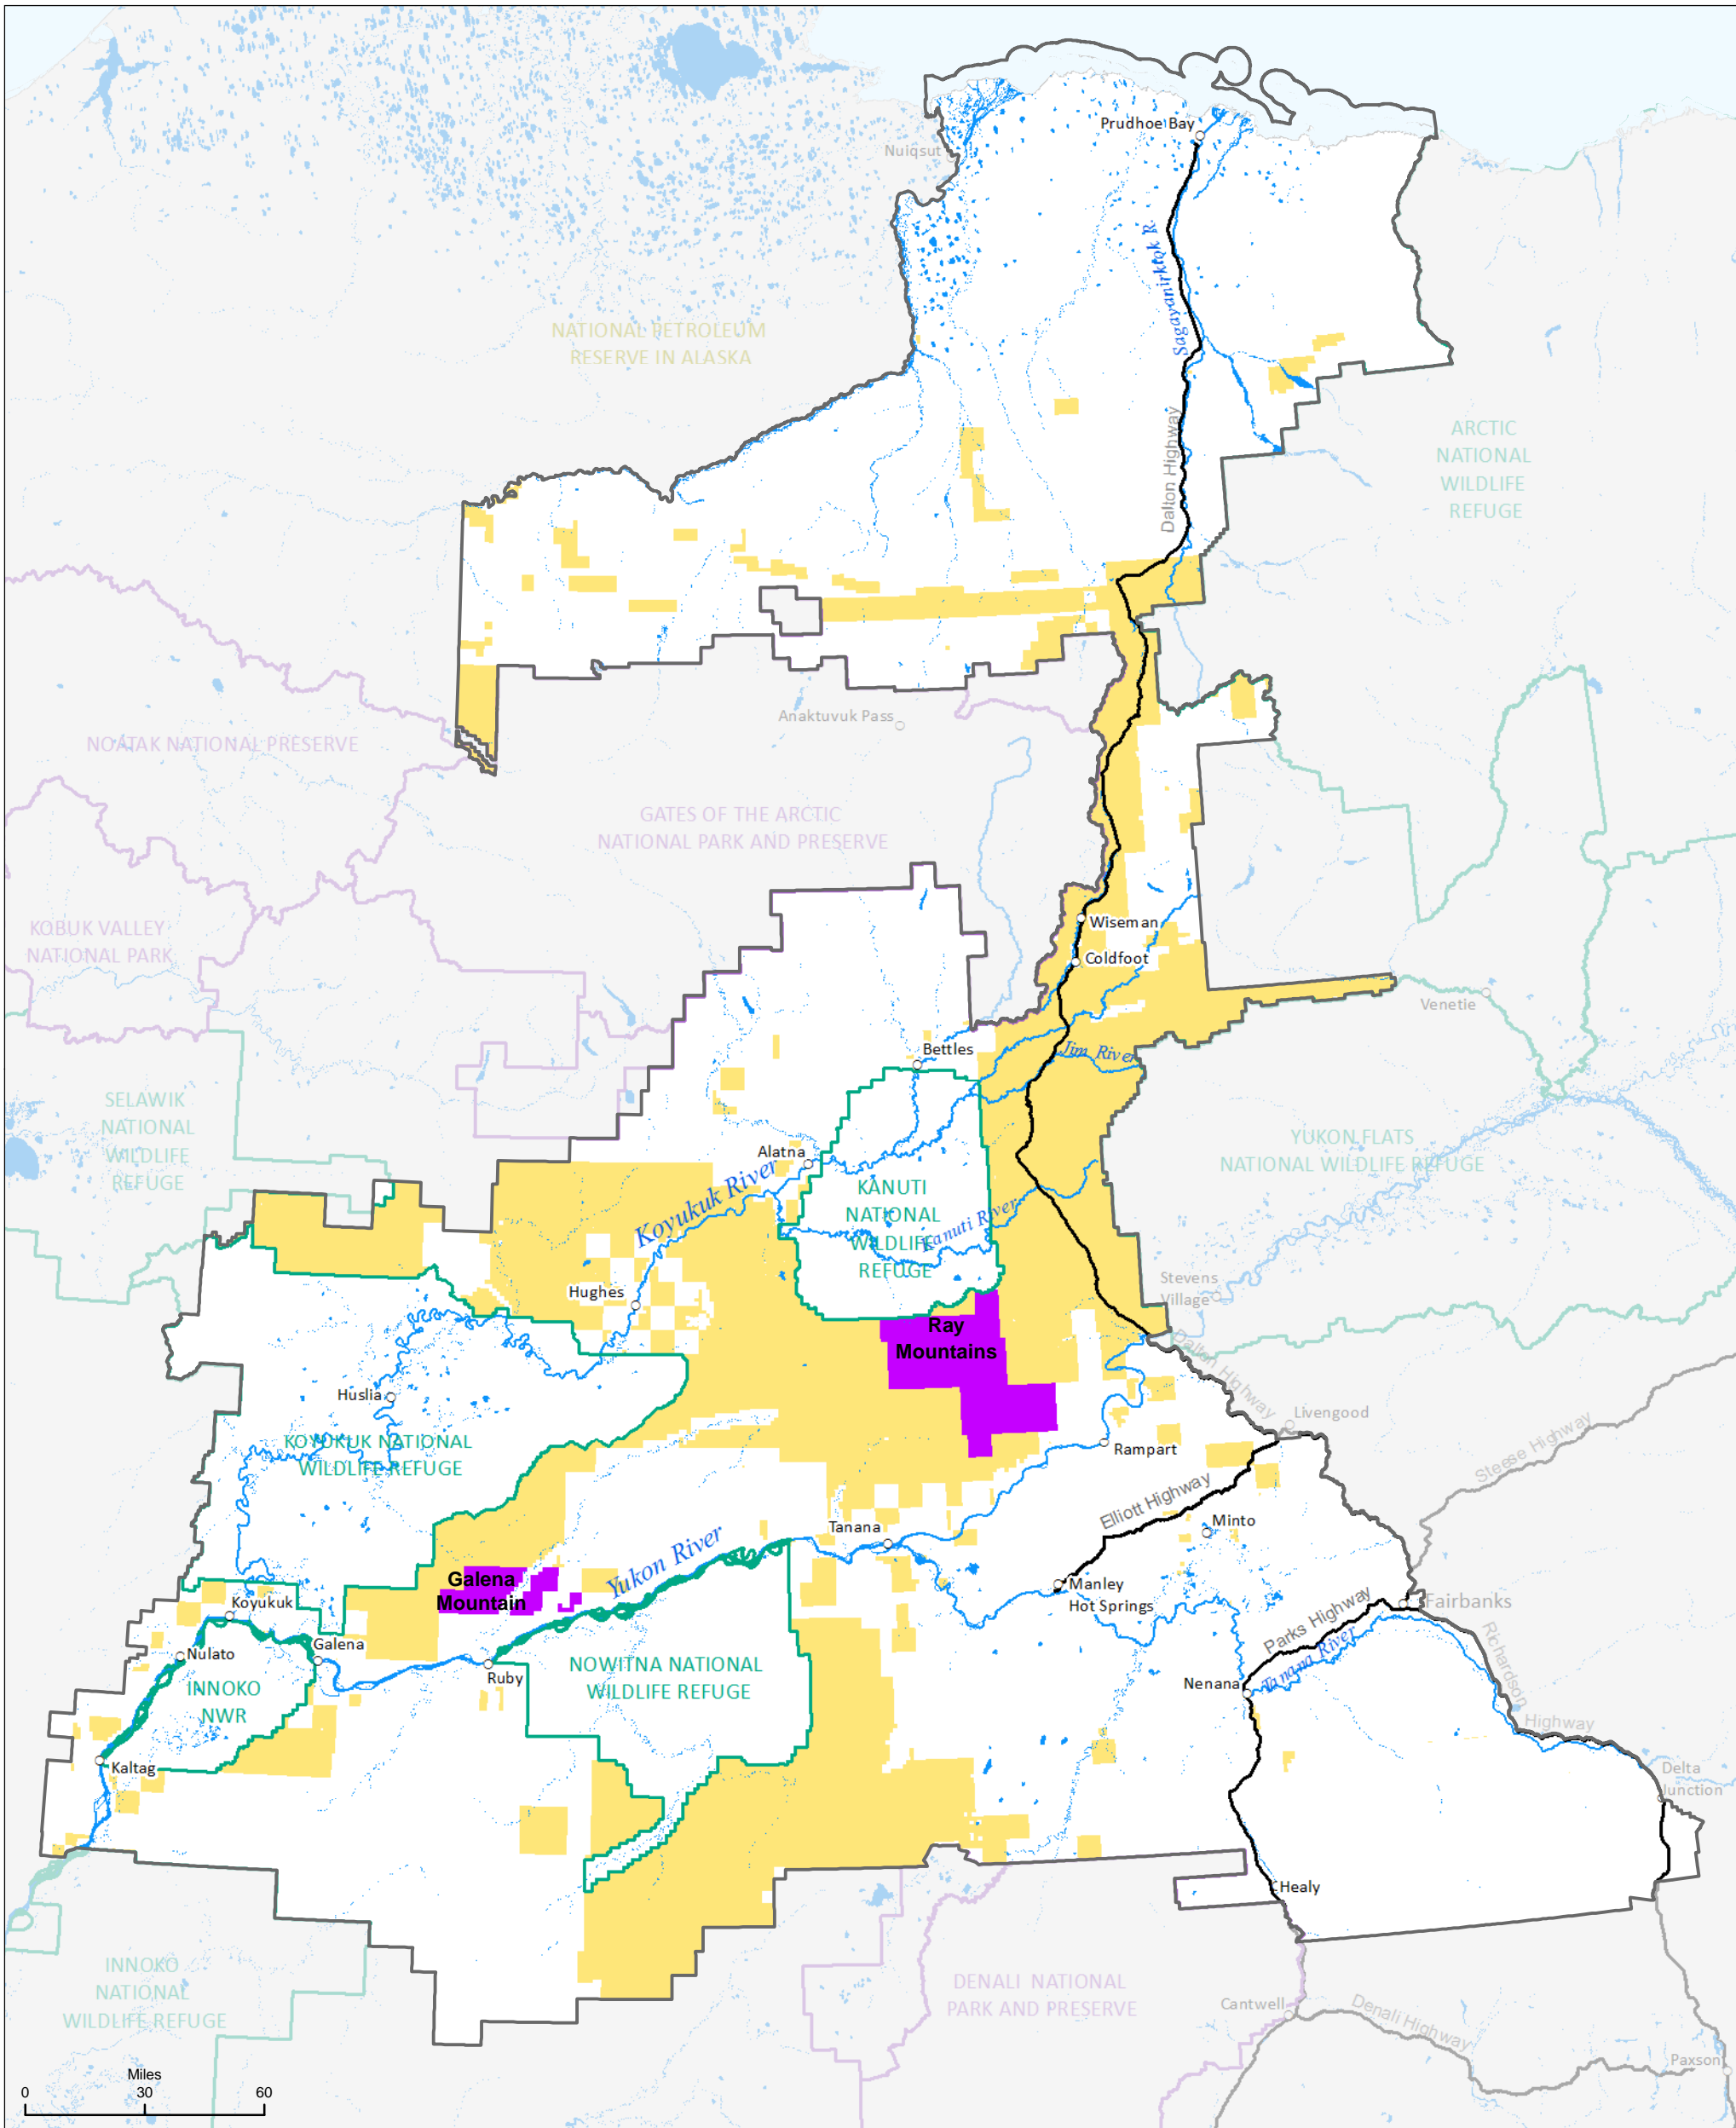 Prudhoe Bay
Nuiqsut
Sagavanirktok R
NATIONAL PETROLEUM
RESERVE IN ALASKA
Dalton Highway
ARCTIC
NATIONAL
WILDLIFE
REFUGE
Anaktuvuk Pass
NOATAK NATIONAL PRESERVE
GATES OF THE ARCTIC
NATIONAL PARK AND PRESERVE
KOBUK VALLEY
NATIONAL PARK
Wiseman
Coldfoot
Venetie
Bettles
Jim River
SELAWIK
NATIONAL
WILDLIFE
REFUGE
YUKON FLATS
NATIONAL WILDLIFE REFUGE
Alatna
Koyukuk River
KANUTI
NATIONAL
WILDLIFE
REFUGE
Kanuti River
Hughes
Stevens
Village
Ray
Mountains
Dalton Highway
Huslia
Livengood
KOYUKUK NATIONAL
WILDLIFE REFUGE
Rampart
Steese Highway
Elliott Highway
Minto
Tanana
Yukon River
Galena
Mountain
Manley
Hot Springs
Koyukuk
Fairbanks
Parks Highway
Nulato
Galena
Ruby
NOWITNA NATIONAL
WILDLIFE REFUGE
Tanana River
Richardson
Highway
Nenana
INNOKO
NWR
Kaltag
Delta
Junction
Healy
INNOKO
NATIONAL
WILDLIFE REFUGE
DENALI NATIONAL
PARK AND PRESERVE
Cantwell
Denali Highway
Paxson
Miles
0 30 60